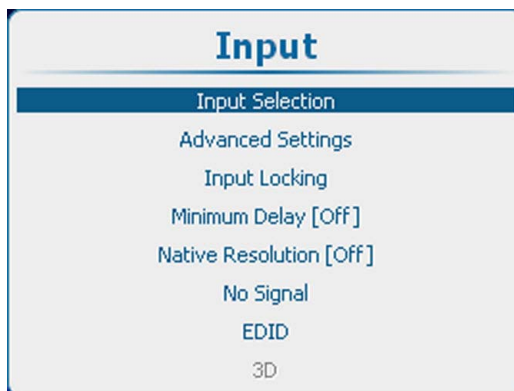 Input
Input Selection
Advanced Settings
Input Locking
Minimum Delay [Off]
Native Resolution [Off]
No Signal
EDID
3D